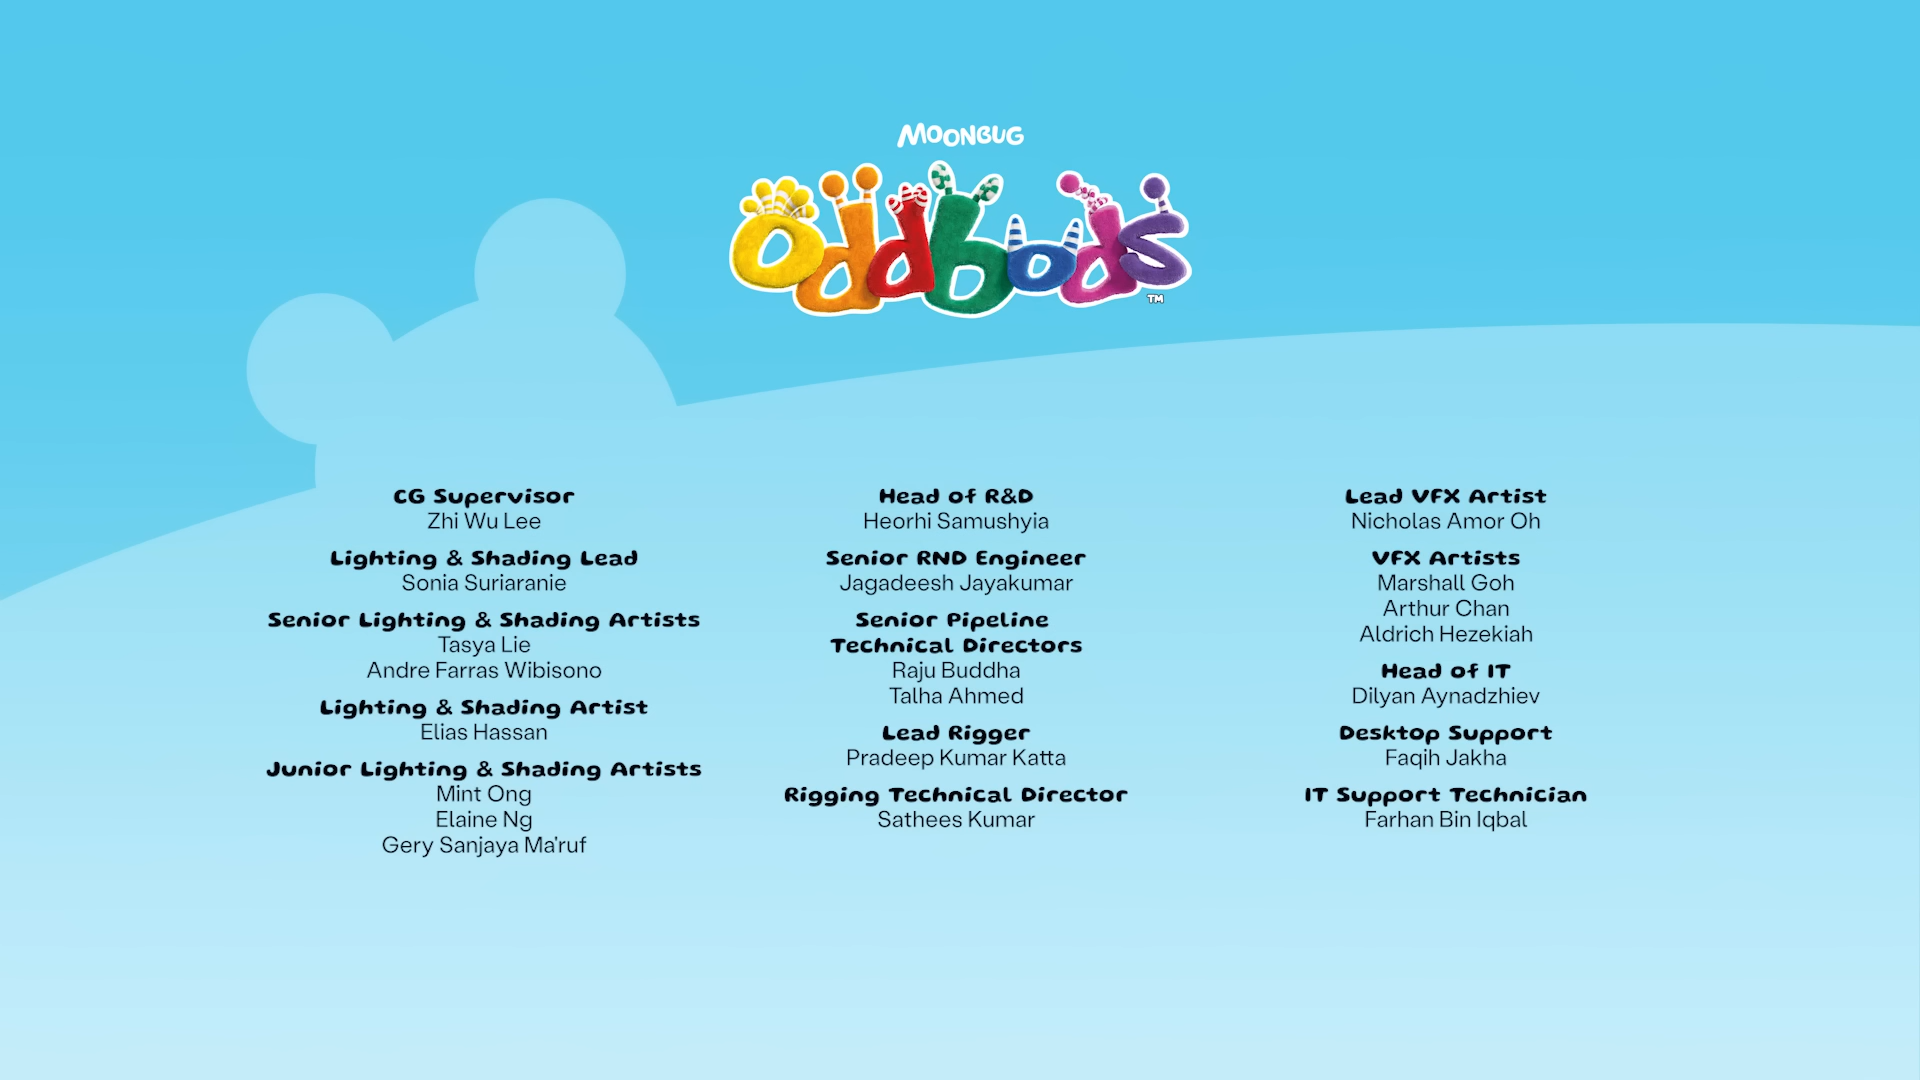 MOONBUG
Oddbods
TM
CG Supervisor
Zhi Wu Lee
Lighting & Shading Lead
Sonia Suriaranie
Senior Lighting & Shading Artists
Tasya Lie
Andre Farras Wibisono
Lighting & Shading Artist
Elias Hassan
Junior Lighting & Shading Artists
Mint Ong
Elaine Ng
Gery Sanjaya Ma'ruf
Head of R&D
Heorhi Samushyia
Senior RND Engineer
Jagadeesh Jayakumar
Senior Pipeline
Technical Directors
Raju Buddha
Talha Ahmed
Lead Rigger
Pradeep Kumar Katta
Rigging Technical Director
Sathees Kumar
Lead VFX Artist
Nicholas Amor Oh
VFX Artists
Marshall Goh
Arthur Chan
Aldrich Hezekiah
Head of IT
Dilyan Aynadzhiev
Desktop Support
Faqih Jakha
IT Support Technician
Farhan Bin Iqbal